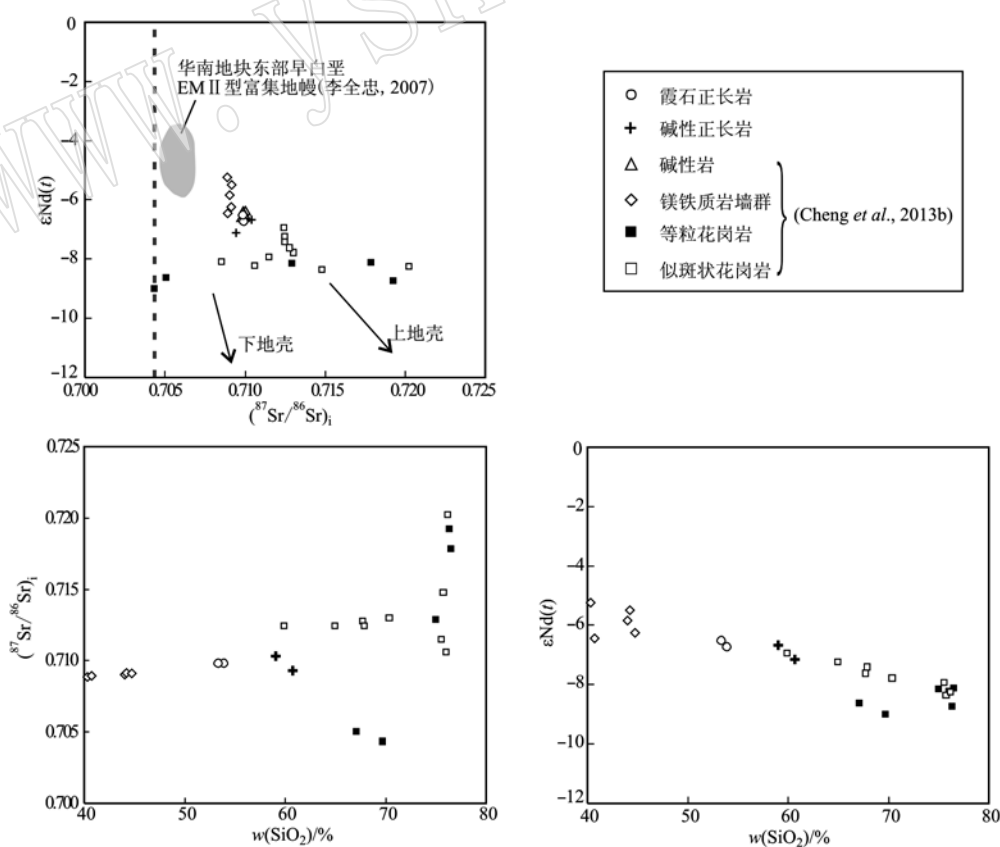 www.ysh
0
−2
−4
−6
−8
−10
−12
εNd(t)
华南地块东部早白垩
EMⅡ型富集地幔(李全忠, 2007)
下地壳
上地壳
0.700 0.705 0.710 0.715 0.720 0.725
(⁸⁷Sr/⁸⁶Sr)i
霞石正长岩
碱性正长岩
碱性岩
镁铁质岩墙群
等粒花岗岩
似斑状花岗岩
(Cheng et al., 2013b)
0.725
0.720
0.715
0.710
0.705
0.700
(⁸⁷Sr/⁸⁶Sr)i
40 50 60 70 80
w(SiO₂)/%
0
−2
−4
−6
−8
−10
−12
εNd(t)
40 50 60 70 80
w(SiO₂)/%